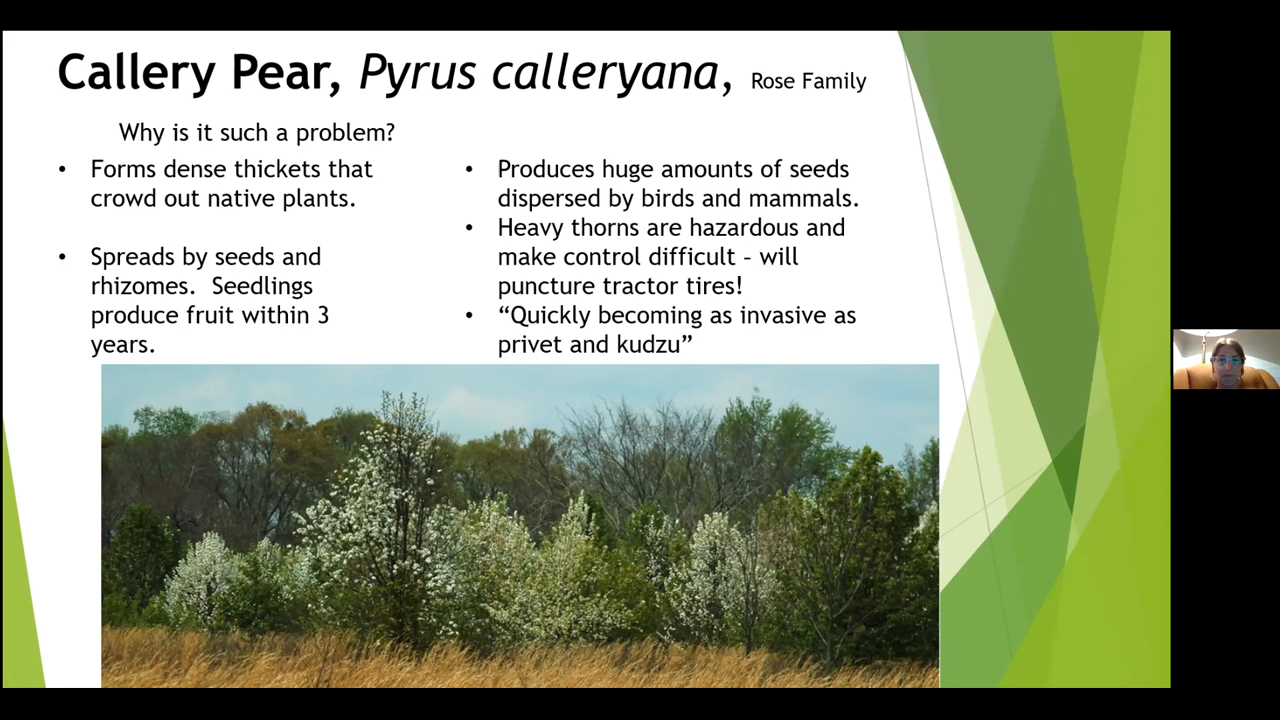 Callery Pear, Pyrus calleryana, Rose Family
Why is it such a problem?
• Forms dense thickets that
crowd out native plants.
• Spreads by seeds and
rhizomes. Seedlings
produce fruit within 3
years.
• Produces huge amounts of seeds
dispersed by birds and mammals.
• Heavy thorns are hazardous and
make control difficult – will
puncture tractor tires!
• “Quickly becoming as invasive as
privet and kudzu”